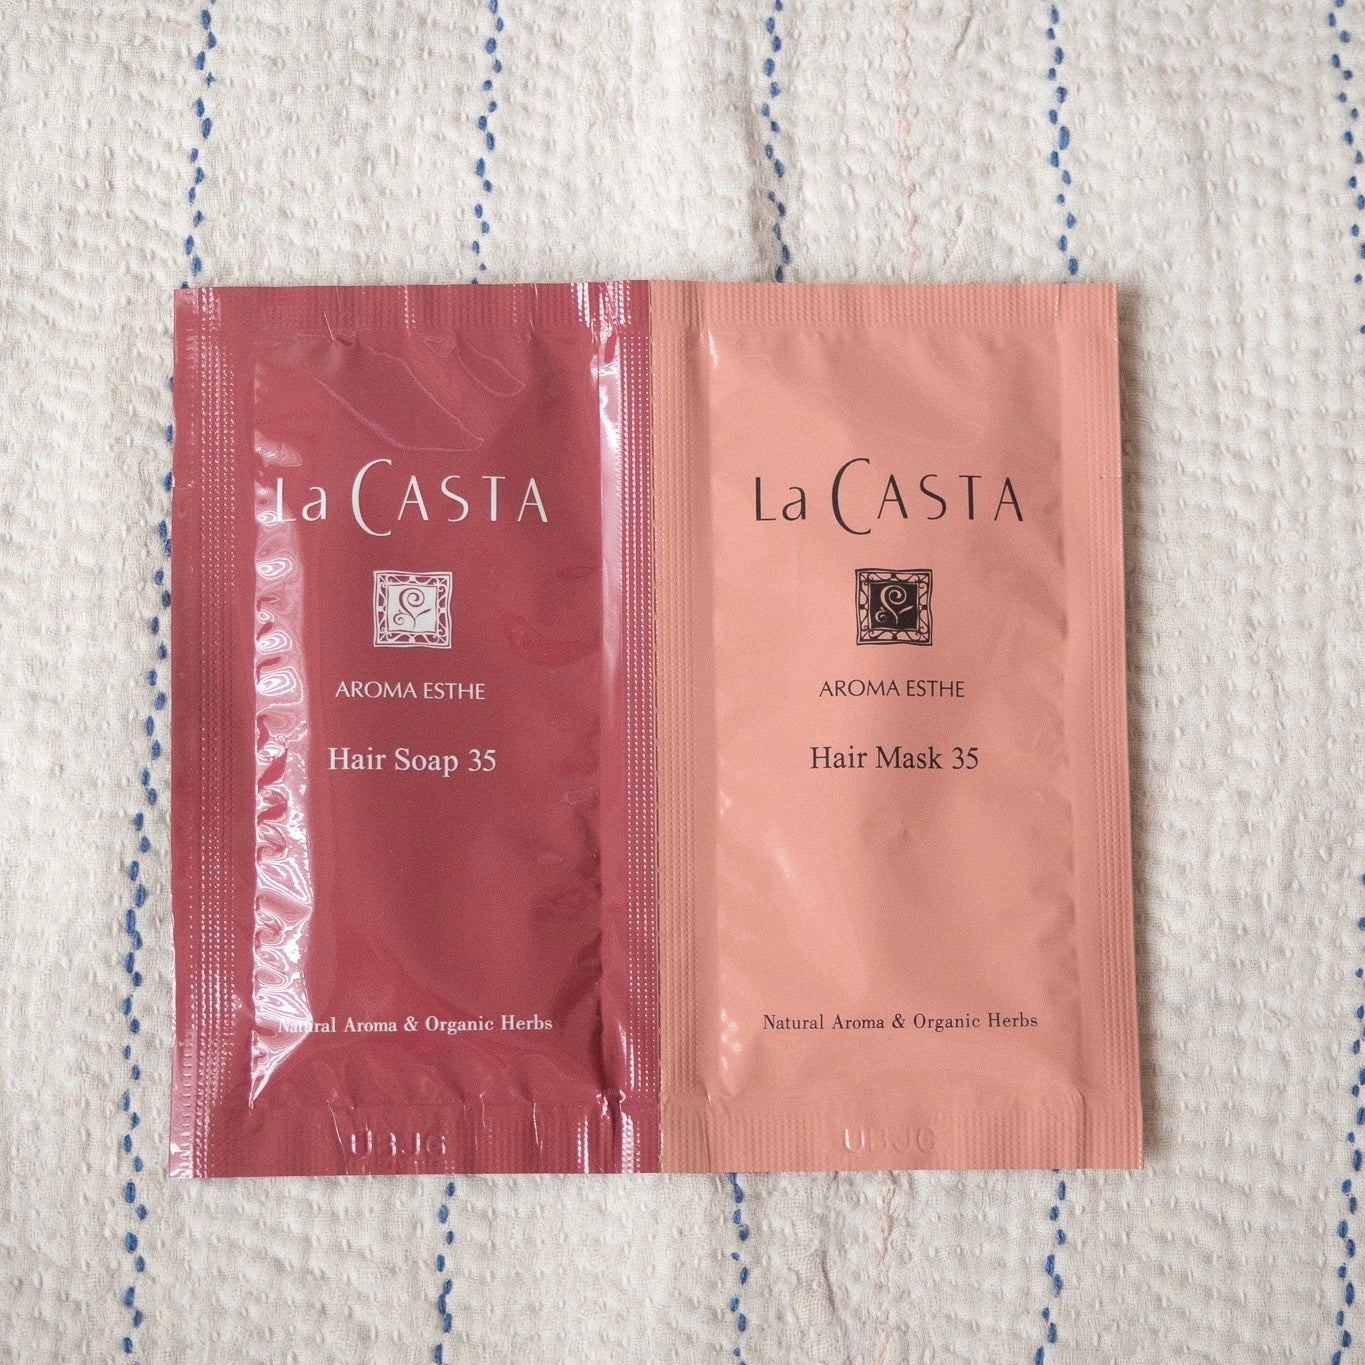 La CASTA
AROMA ESTHE
Hair Soap 35
Natural Aroma & Organic Herbs
La CASTA
AROMA ESTHE
Hair Mask 35
Natural Aroma & Organic Herbs